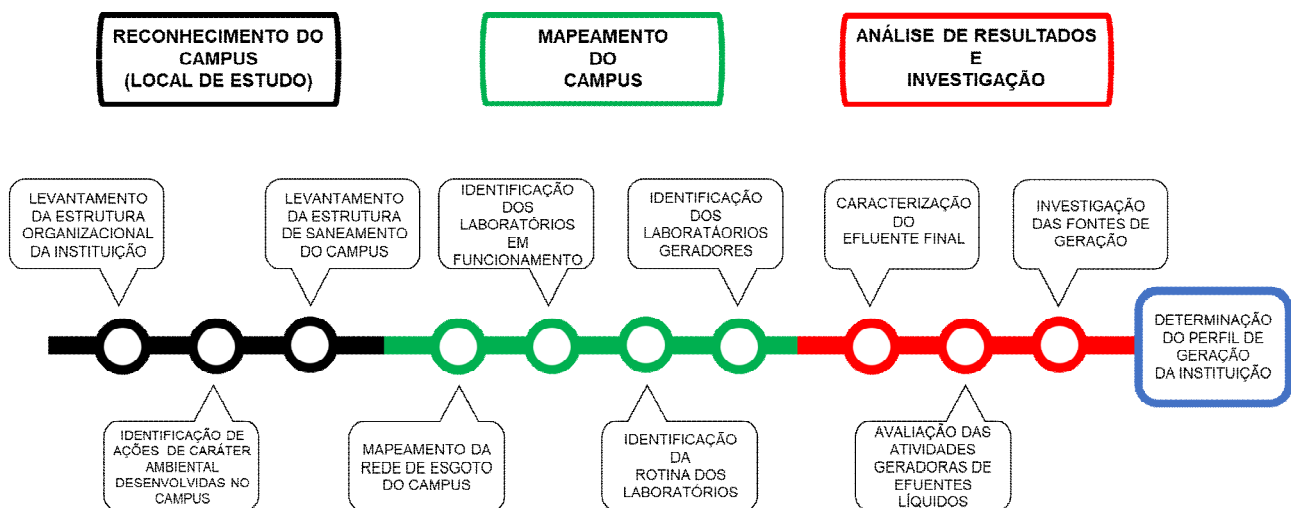 RECONHECIMENTO DO
CAMPUS
(LOCAL DE ESTUDO)
MAPEAMENTO
DO
CAMPUS
ANÁLISE DE RESULTADOS
E
INVESTIGAÇÃO
LEVANTAMENTO
DA ESTRUTURA
ORGANIZACIONAL
DA INSTITUIÇÃO
LEVANTAMENTO
DA ESTRUTURA
DE SANEAMENTO
DO CAMPUS
IDENTIFICAÇÃO
DOS
LABORATÓRIOS
EM
FUNCIONAMENTO
IDENTIFICAÇÃO
DOS
LABORATÁORIOS
GERADORES
CARACTERIZAÇÃO
DO
EFLUENTE FINAL
INVESTIGAÇÃO
DAS FONTES DE
GERAÇÃO
DETERMINAÇÃO
DO PERFIL DE
GERAÇÃO
DA INSTITUIÇÃO
IDENTIFICAÇÃO DE
AÇÕES DE CARÁTER
AMBIENTAL
DESENVOLVIDAS NO
CAMPUS
MAPEAMENTO DA
REDE DE ESGOTO
DO CAMPUS
IDENTIFICAÇÃO
DA
ROTINA DOS
LABORATÓRIOS
AVALIAÇÃO DAS
ATIVIDADES
GERADORAS DE
EFUENTES
LÍQUIDOS